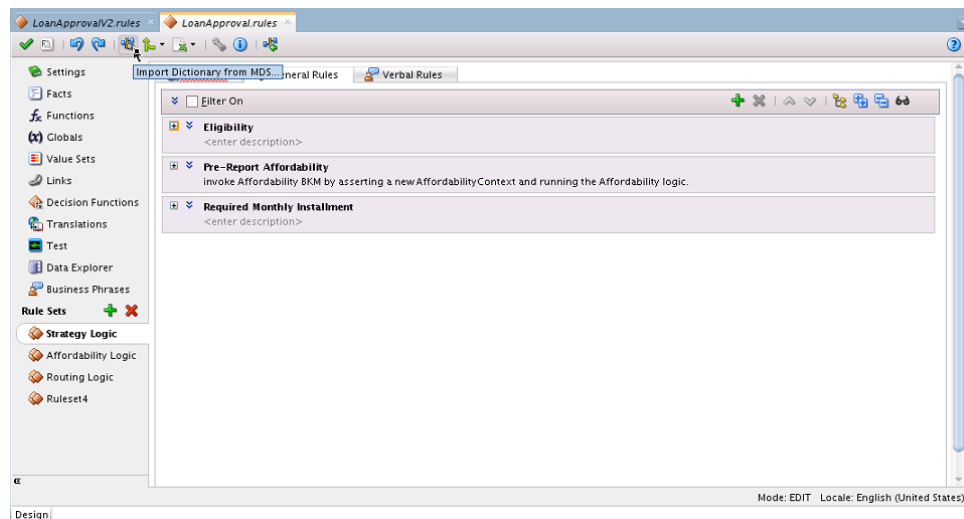 LoanApprovalV2.rules LoanApproval.rules
Import Dictionary from MDS...
Settings
neral Rules Verbal Rules
Facts
Filter On
Functions
Globals
Eligibility
<enter description>
Value Sets
Pre-Report Affordability
invoke Affordability BKM by asserting a new AffordabilityContext and running the Affordability logic.
Links
Decision Functions
Required Monthly Installment
<enter description>
Translations
Test
Data Explorer
Business Phrases
Rule Sets
Strategy Logic
Affordability Logic
Routing Logic
Ruleset4
Mode: EDIT Locale: English (United States)
Design